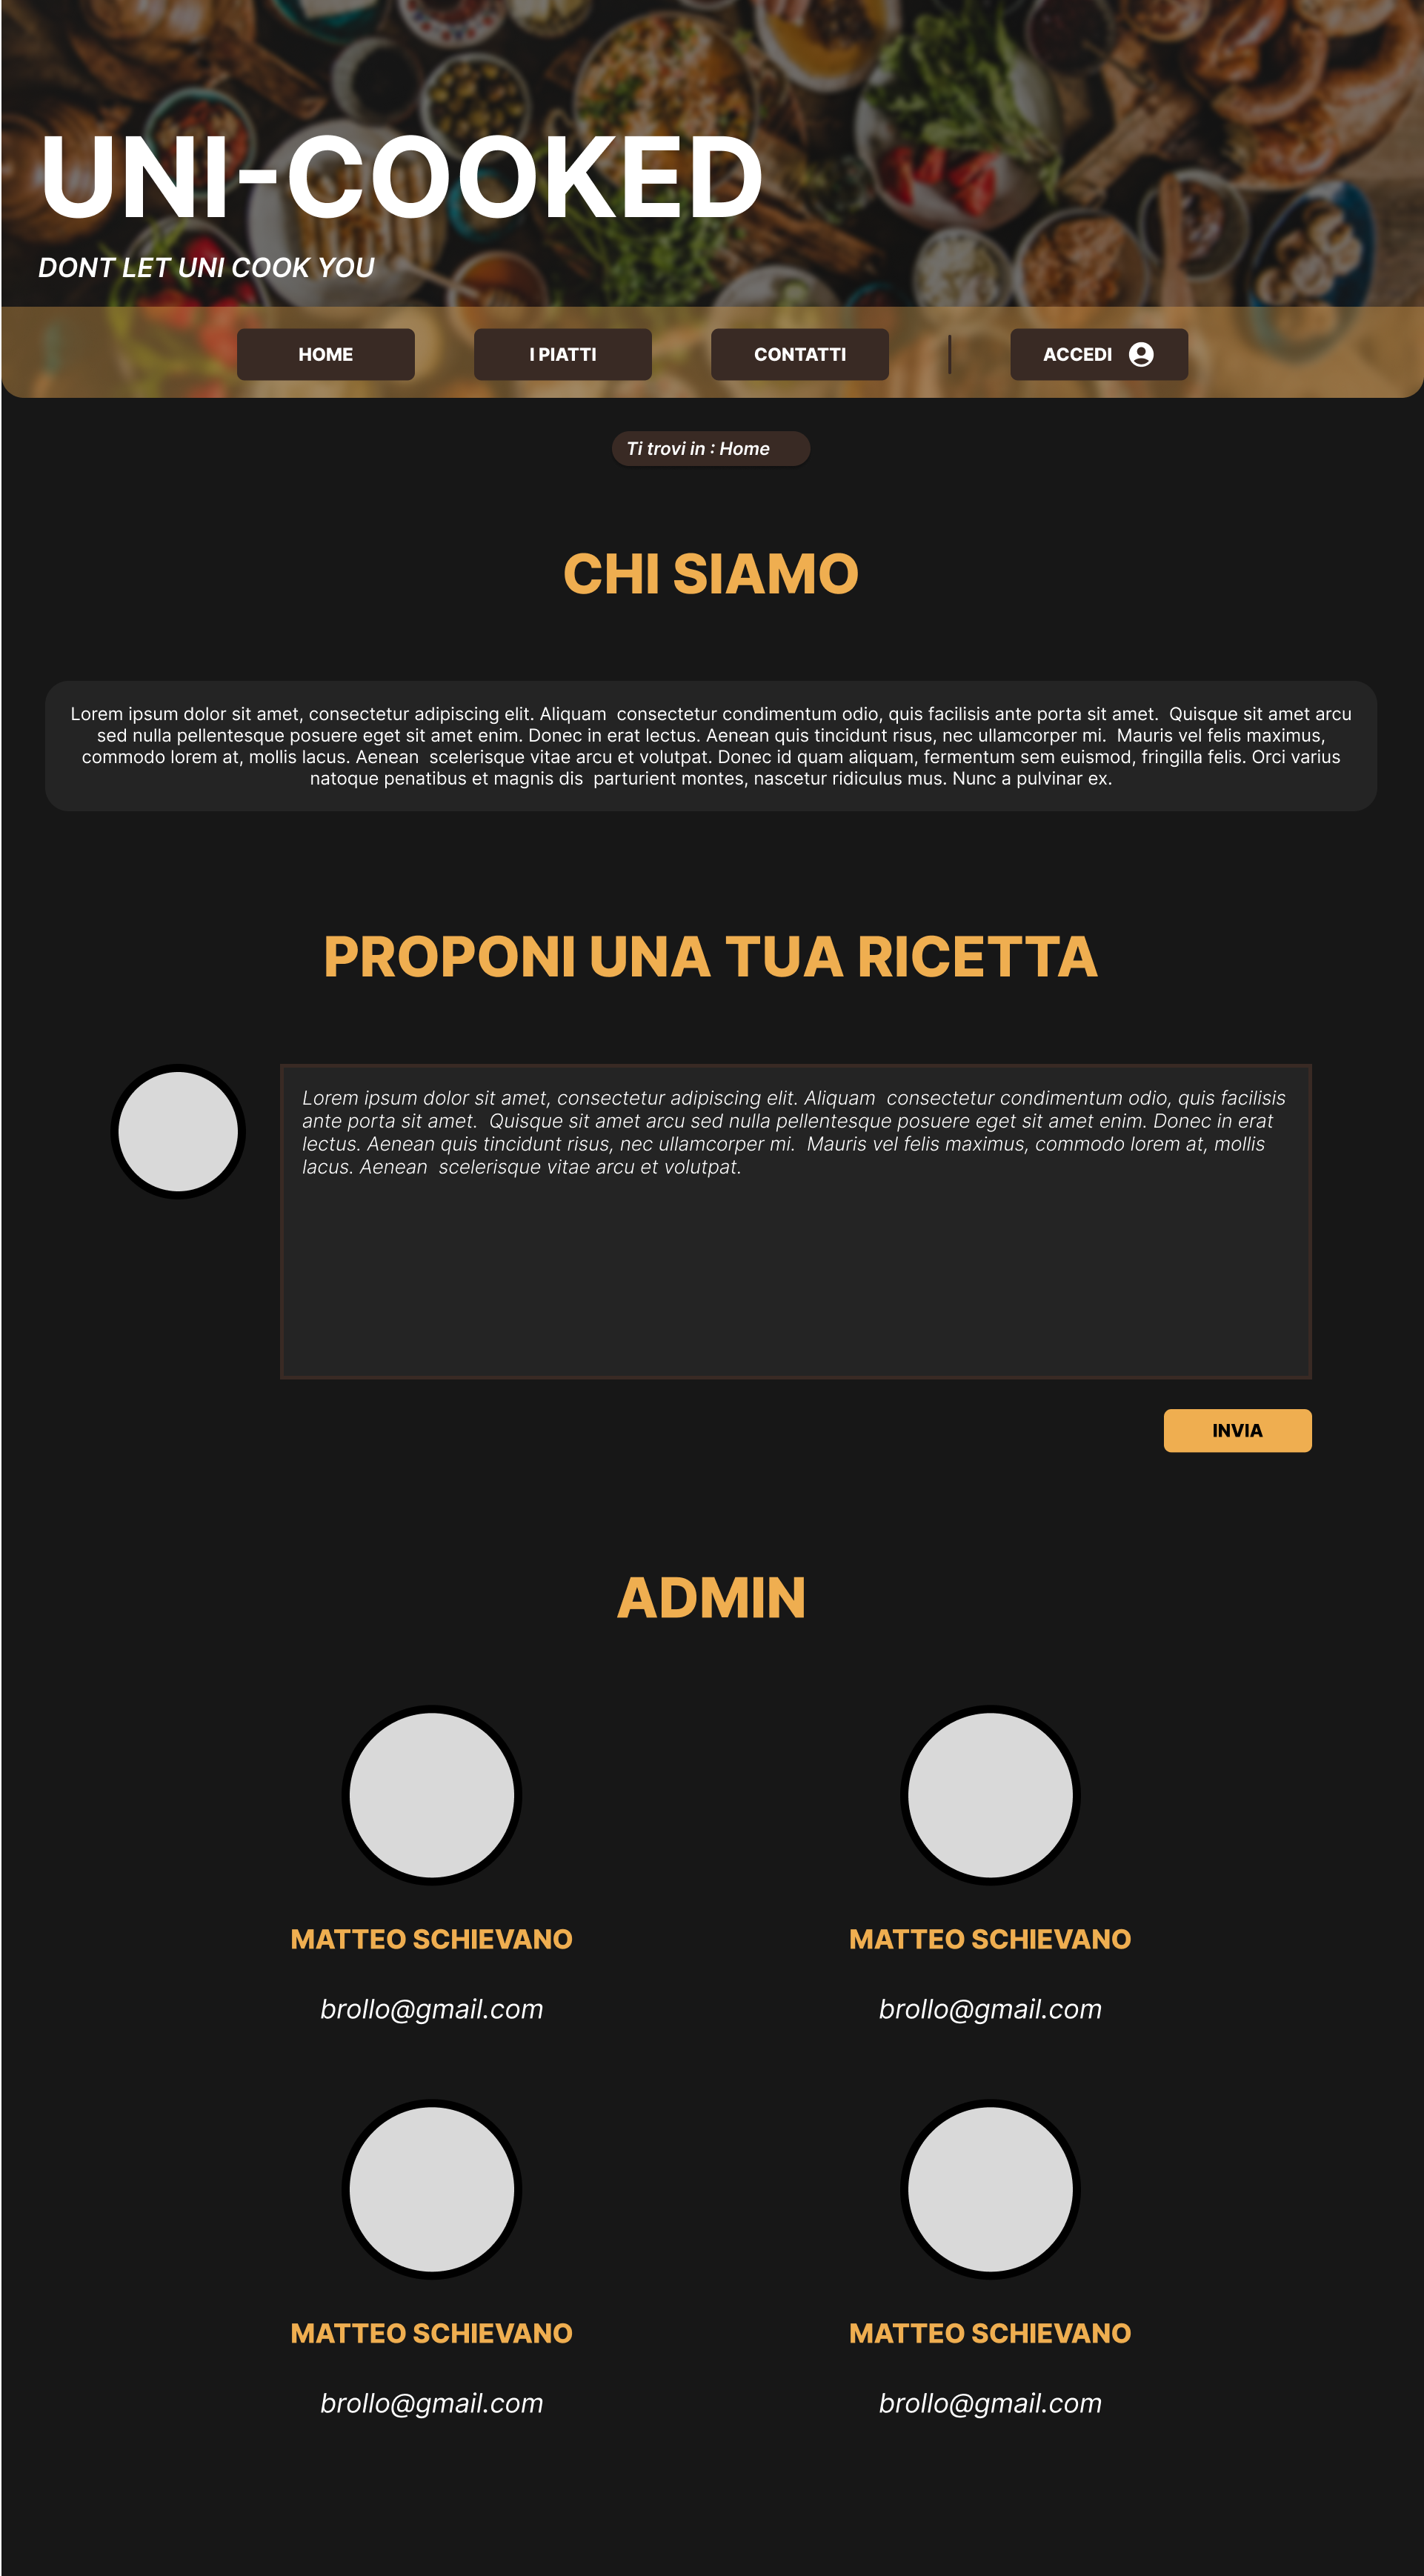 UNI-COOKED
DONT LET UNI COOK YOU
HOME
I PIATTI
CONTATTI
ACCEDI
Ti trovi in : Home
CHI SIAMO
Lorem ipsum dolor sit amet, consectetur adipiscing elit. Aliquam  consectetur condimentum odio, quis facilisis ante porta sit amet.  Quisque sit amet arcu
sed nulla pellentesque posuere eget sit amet enim. Donec in erat lectus. Aenean quis tincidunt risus, nec ullamcorper mi.  Mauris vel felis maximus,
commodo lorem at, mollis lacus. Aenean  scelerisque vitae arcu et volutpat. Donec id quam aliquam, fermentum sem euismod, fringilla felis. Orci varius
natoque penatibus et magnis dis  parturient montes, nascetur ridiculus mus. Nunc a pulvinar ex.
PROPONI UNA TUA RICETTA
Lorem ipsum dolor sit amet, consectetur adipiscing elit. Aliquam  consectetur condimentum odio, quis facilisis
ante porta sit amet.  Quisque sit amet arcu sed nulla pellentesque posuere eget sit amet enim. Donec in erat
lectus. Aenean quis tincidunt risus, nec ullamcorper mi.  Mauris vel felis maximus, commodo lorem at, mollis
lacus. Aenean  scelerisque vitae arcu et volutpat.
INVIA
ADMIN
MATTEO SCHIEVANO
brollo@gmail.com
MATTEO SCHIEVANO
brollo@gmail.com
MATTEO SCHIEVANO
brollo@gmail.com
MATTEO SCHIEVANO
brollo@gmail.com